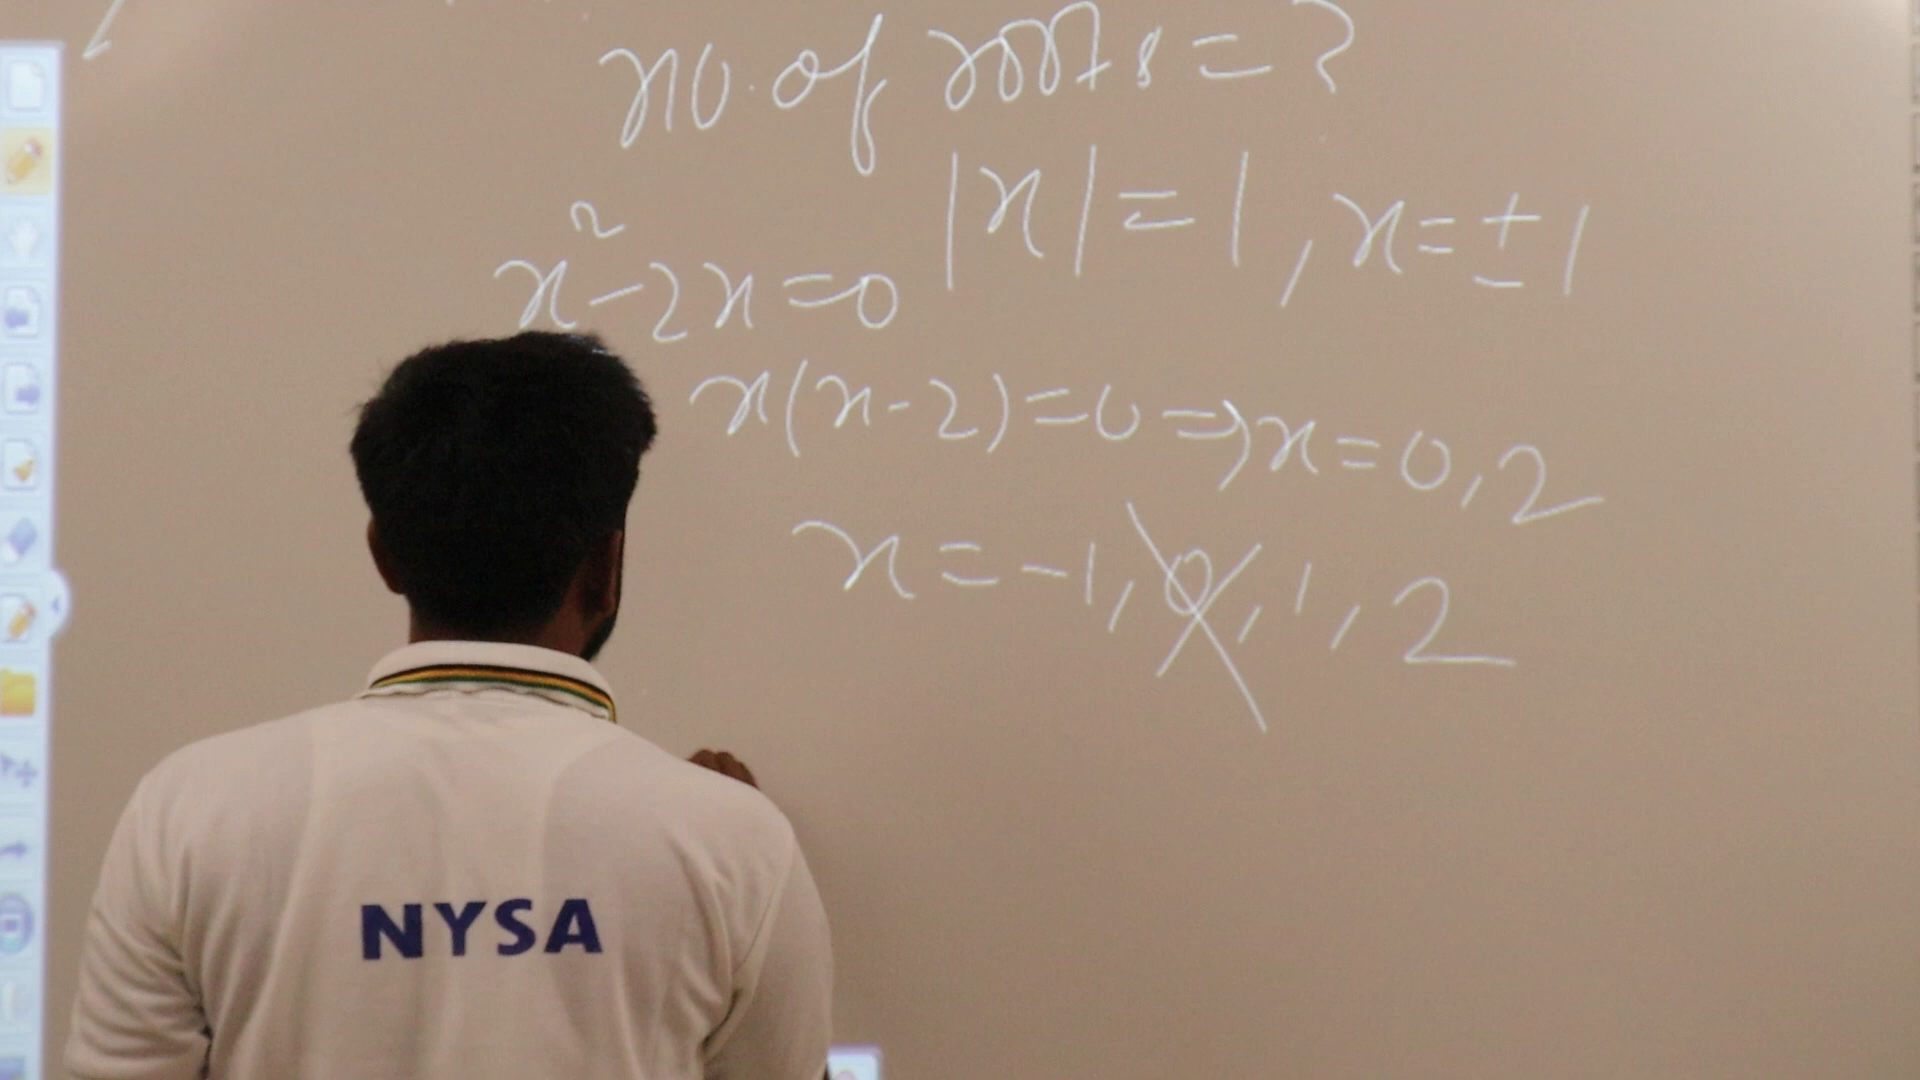 no. of roots = ?
|x| = 1, x = ± 1
x² - 2x = 0
x(x-2) = 0 => x = 0, 2
x = -1, 0, 1, 2
NYSA